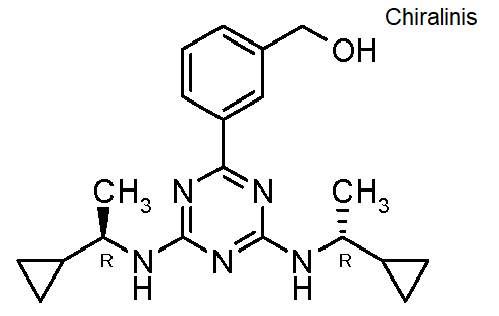 Chiralinis
OH
CH3 N N CH3
R N H N N H R